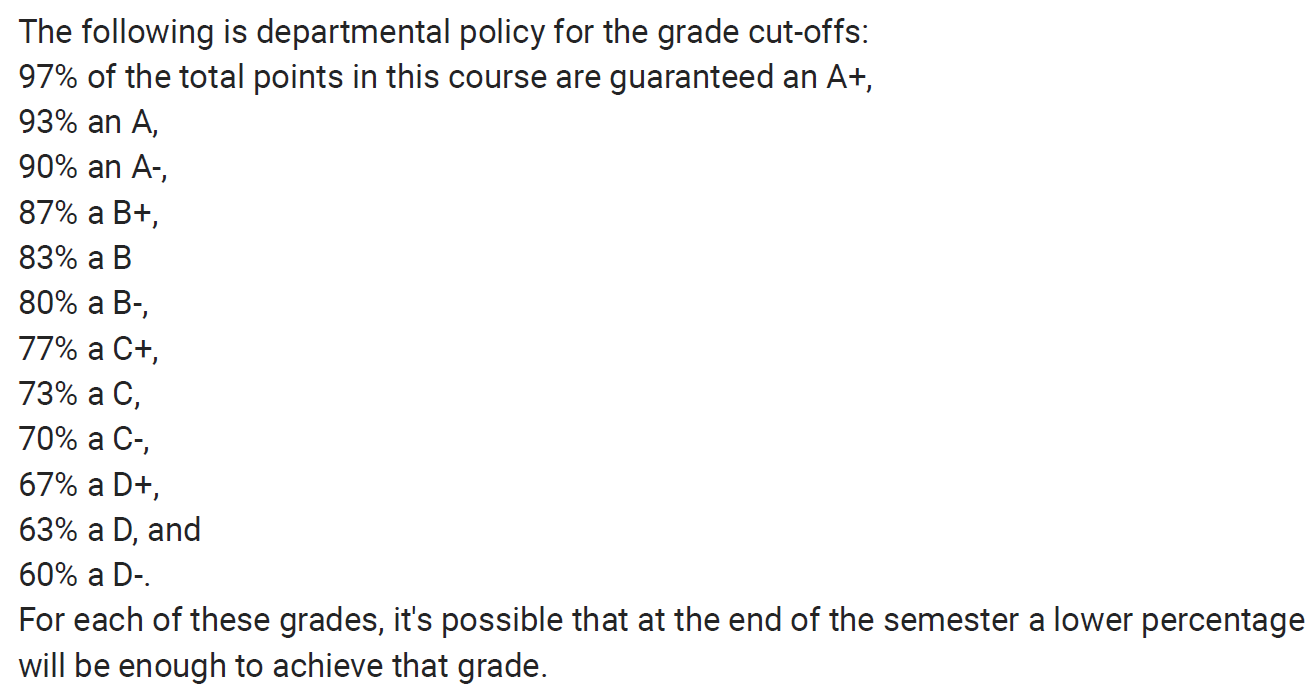 The following is departmental policy for the grade cut-offs:
97% of the total points in this course are guaranteed an A+,
93% an A,
90% an A-,
87% a B+,
83% a B
80% a B-,
77% a C+,
73% a C,
70% a C-,
67% a D+,
63% a D, and
60% a D-.
For each of these grades, it's possible that at the end of the semester a lower percentage
will be enough to achieve that grade.